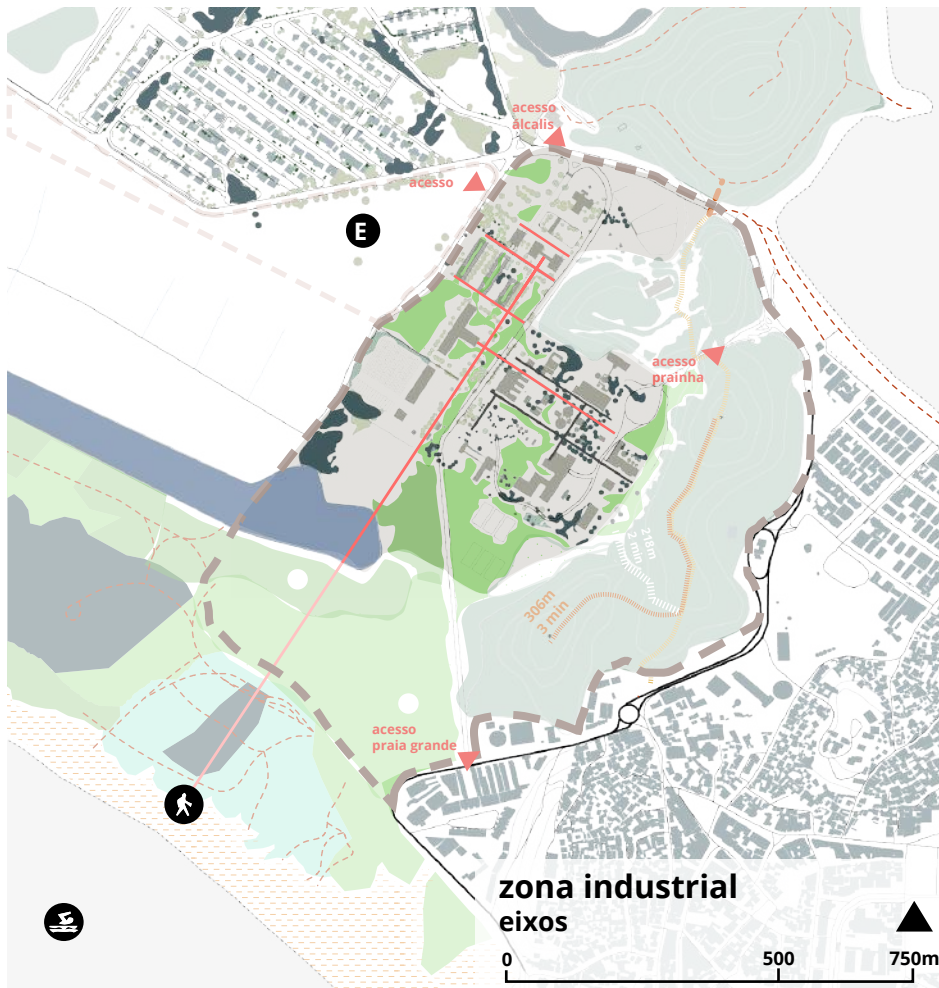 acesso
álcalis
acesso
E
acesso
prainha
218m
2 min
306m
3 min
acesso
praia grande
zona industrial
eixos
0
500
750m